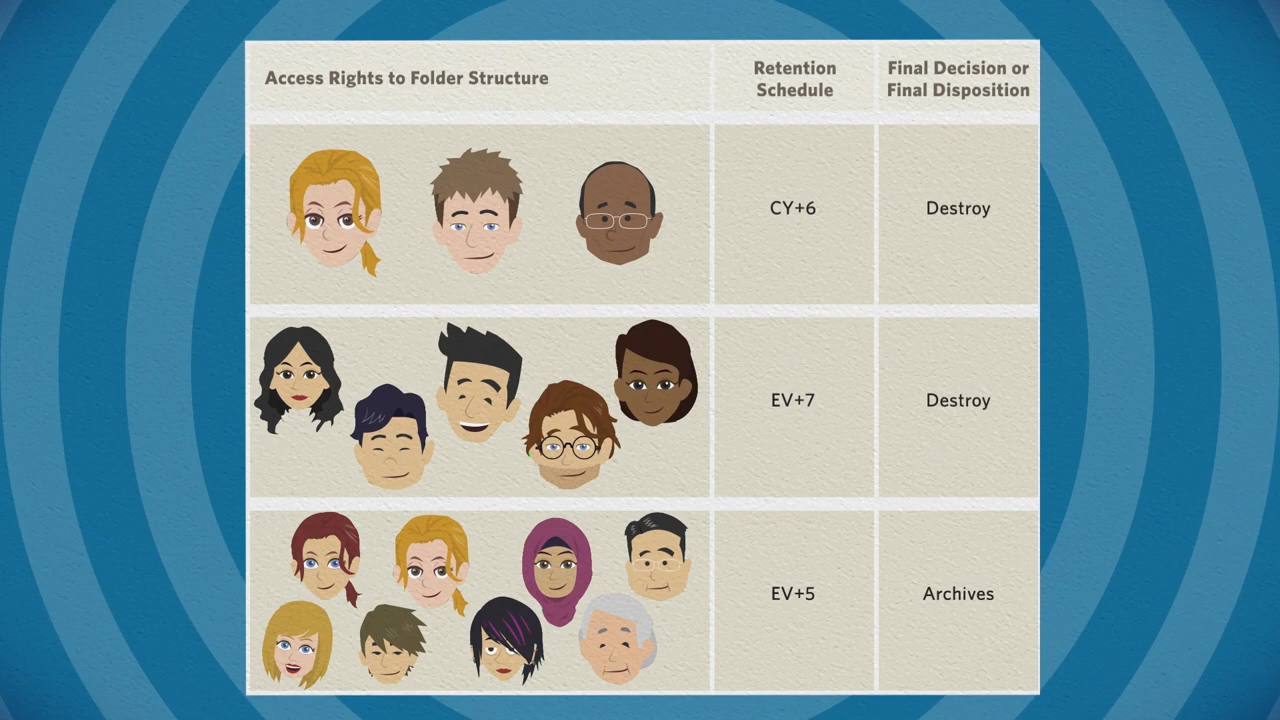 Access Rights to Folder Structure
Retention
Schedule
Final Decision or
Final Disposition
CY+6
Destroy
EV+7
Destroy
EV+5
Archives